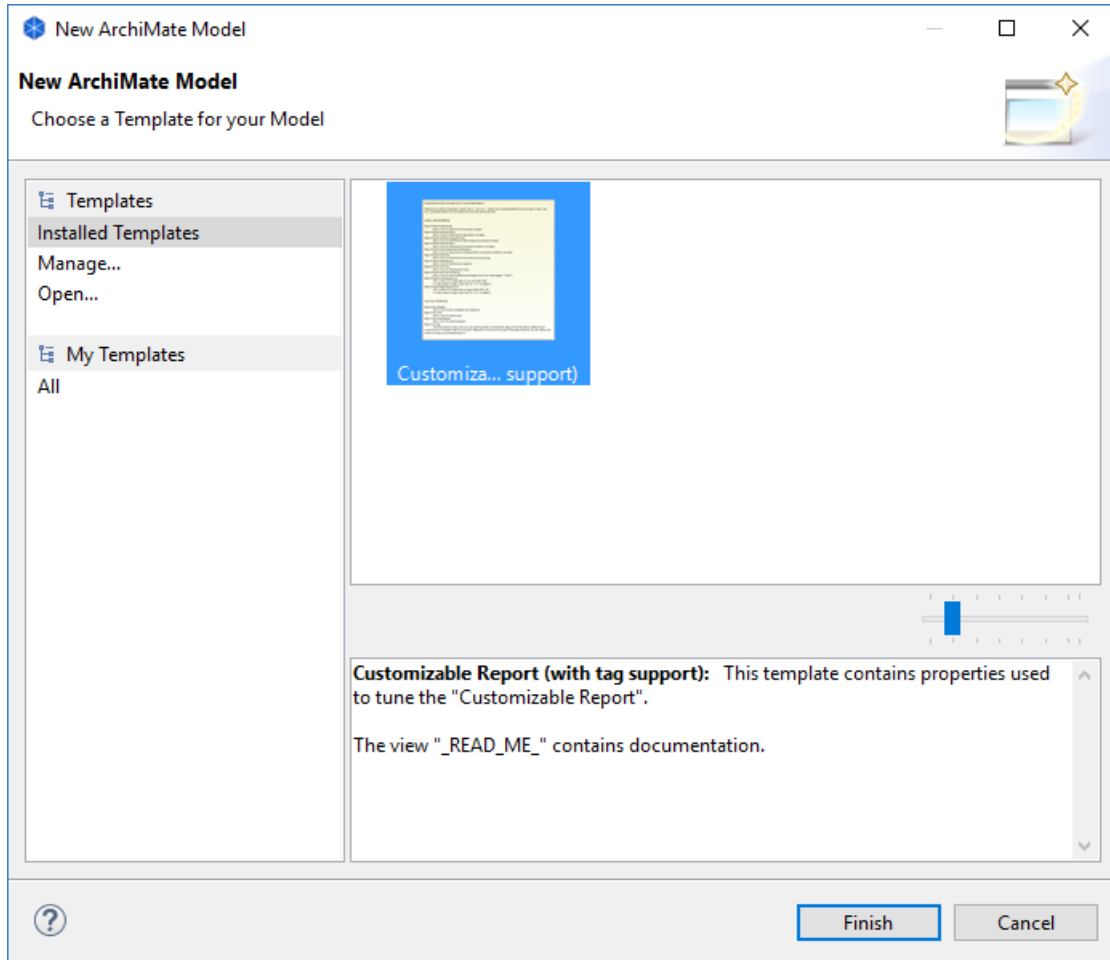 New ArchiMate Model
New ArchiMate Model
Choose a Template for your Model
Templates
Installed Templates
Manage...
Open...
My Templates
All
Customiza... support)
Customizable Report (with tag support): This template contains properties used
to tune the "Customizable Report".
The view "_READ_ME_" contains documentation.
?
Finish
Cancel